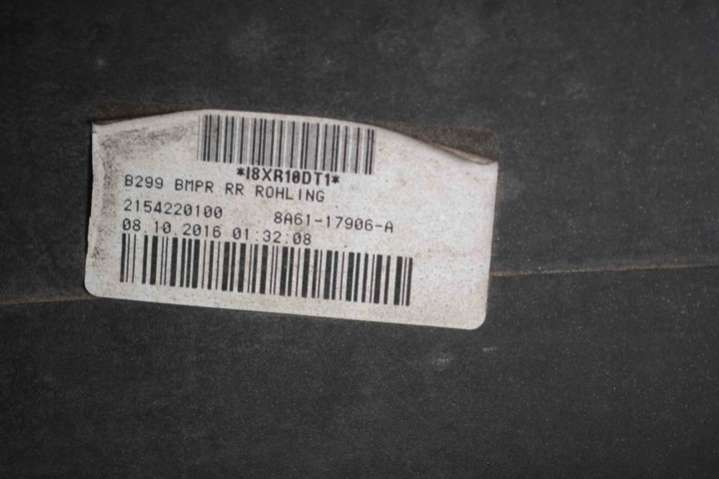 *I8XR10DT1*
B299 BMPR RR ROHLING
2154220100 8A61-17906-A
08.10.2016 01:32:08